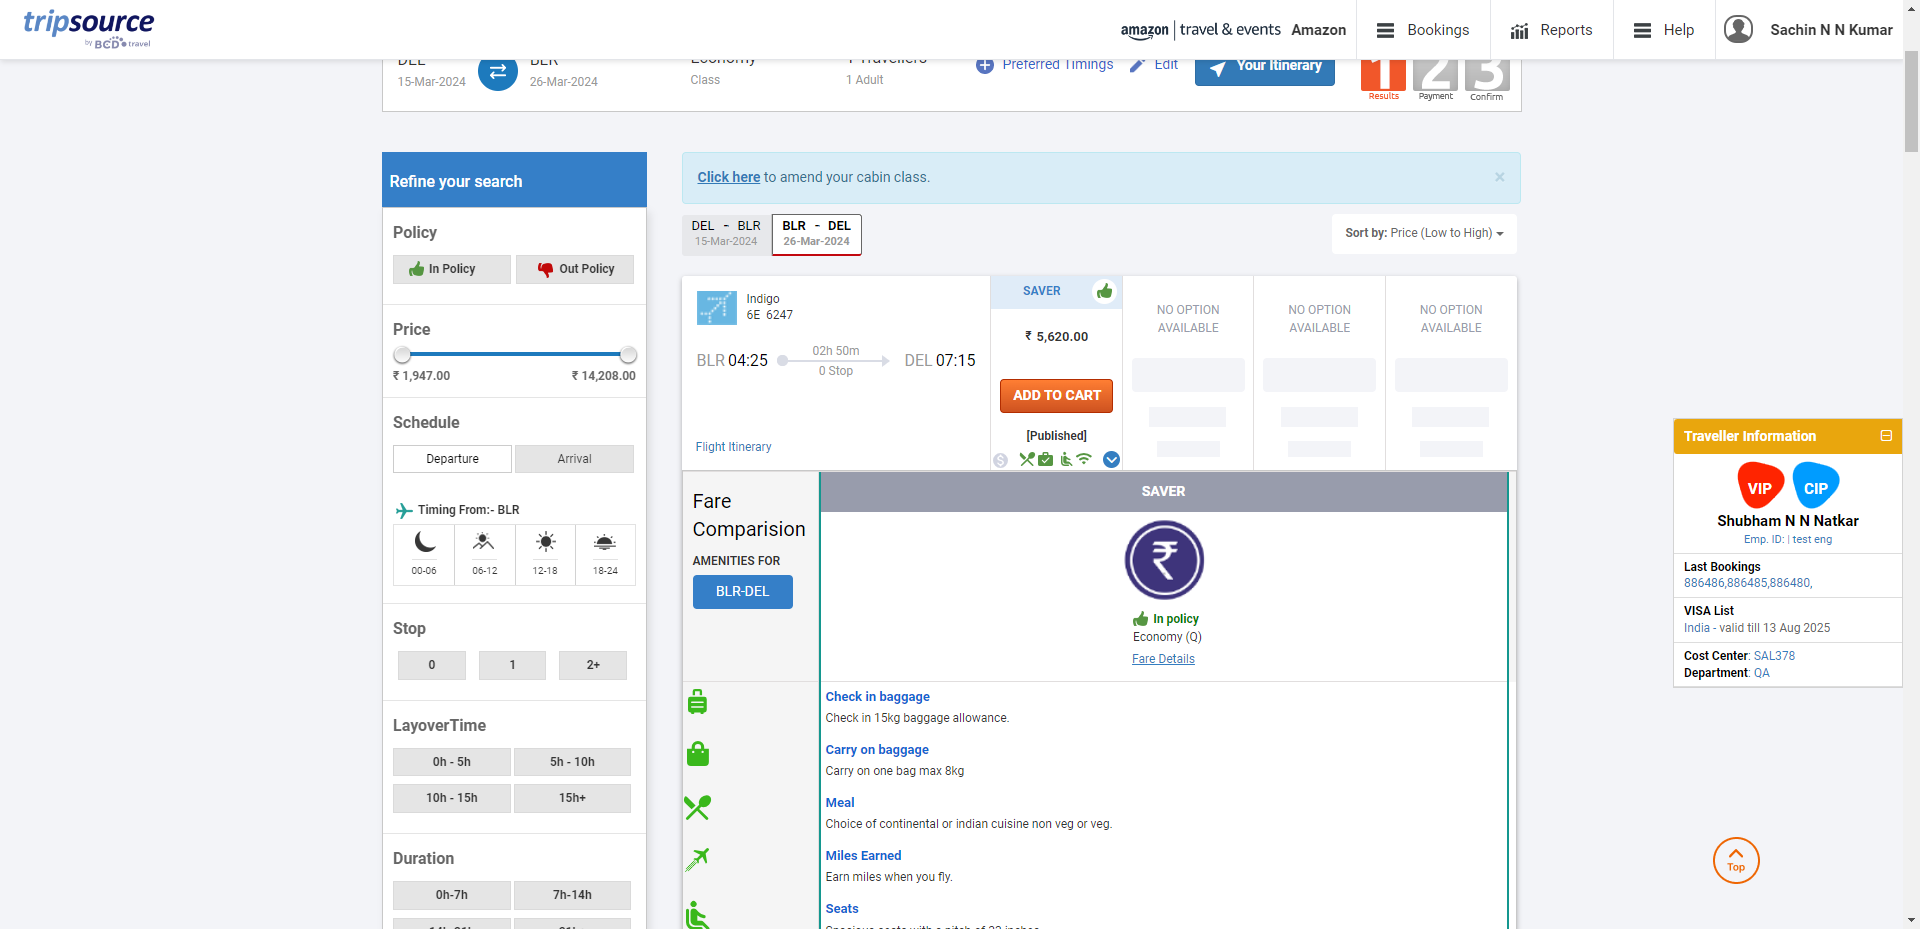 tripsource
by BCD travel
amazon | travel & events Amazon
Bookings
Reports
Help
Sachin N N Kumar
DEL
15-Mar-2024
BLR
26-Mar-2024
Economy
Class
1 Travellers
1 Adult
Preferred Timings
Edit
Your Itinerary
1
Results
2
Payment
3
Confirm
Refine your search
Policy
In Policy
Out Policy
Price
₹ 1,947.00
₹ 14,208.00
Schedule
Departure
Arrival
Timing From:- BLR
00-06
06-12
12-18
18-24
Stop
0
1
2+
LayoverTime
0h - 5h
5h - 10h
10h - 15h
15h+
Duration
0h-7h
7h-14h
Click here to amend your cabin class.
×
DEL - BLR
15-Mar-2024
BLR - DEL
26-Mar-2024
Sort by: Price (Low to High)
Indigo
6E 6247
BLR 04:25
02h 50m
0 Stop
DEL 07:15
Flight Itinerary
SAVER
₹ 5,620.00
ADD TO CART
[Published]
NO OPTION
AVAILABLE
NO OPTION
AVAILABLE
NO OPTION
AVAILABLE
Fare
Comparision
AMENITIES FOR
BLR-DEL
SAVER
₹
In policy
Economy (Q)
Fare Details
Check in baggage
Check in 15kg baggage allowance.
Carry on baggage
Carry on one bag max 8kg
Meal
Choice of continental or indian cuisine non veg or veg.
Miles Earned
Earn miles when you fly.
Seats
Traveller Information
VIP
CIP
Shubham N N Natkar
Emp. ID: | test eng
Last Bookings
886486,886485,886480,
VISA List
India - valid till 13 Aug 2025
Cost Center: SAL378
Department: QA
Top